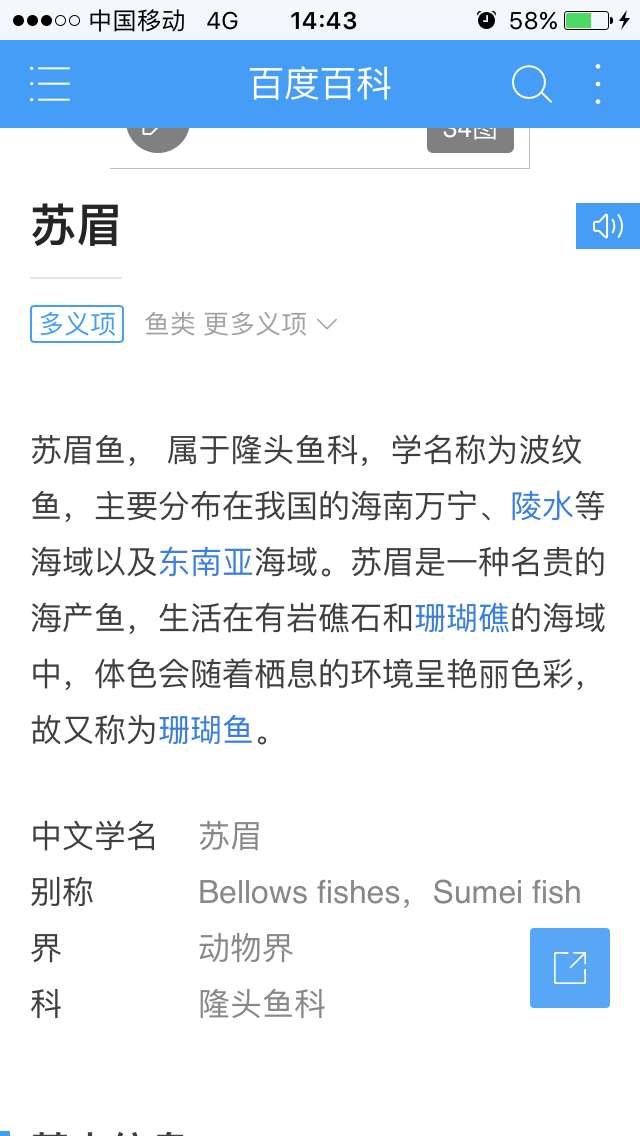 中国移动 4G 14:43 58%
百度百科
苏眉
多义项 鱼类 更多义项
苏眉鱼， 属于隆头鱼科，学名称为波纹
鱼，主要分布在我国的海南万宁、陵水等
海域以及东南亚海域。苏眉是一种名贵的
海产鱼，生活在有岩礁石和珊瑚礁的海域
中，体色会随着栖息的环境呈艳丽色彩，
故又称为珊瑚鱼。
中文学名 苏眉
别称 Bellows fishes，Sumei fish
界 动物界
科 隆头鱼科